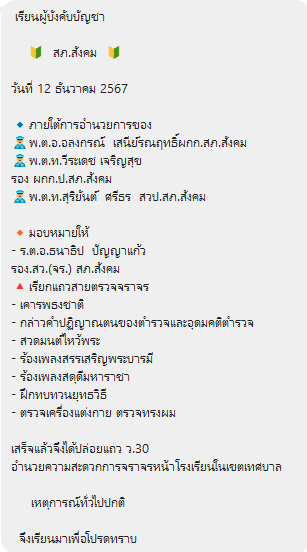 เรียนผู้บังคับบัญชา
🔰 สภ.สังคม 🔰
วันที่ 12 ธันวาคม 2567
🔹ภายใต้การอำนวยการของ
👮พ.ต.อ.อลงกรณ์ เสนีย์รณฤทธิ์ผกก.สภ.สังคม
👮พ.ต.ท.วีระเดช เจริญสุข
รอง ผกก.ป.สภ.สังคม
👮พ.ต.ท.สุริยันต์ ศรีธร สวป.สภ.สังคม
🔸มอบหมายให้
- ร.ต.อ.ธนาธิป ปัญญาแก้ว
รอง.สว.(จร.) สภ.สังคม
🔺เรียกแถวสายตรวจจราจร
- เคารพธงชาติ
- กล่าวคำปฏิญาณตนของตำรวจและอุดมคติตำรวจ
- สวดมนต์ไหว้พระ
- ร้องเพลงสรรเสริญพระบารมี
- ร้องเพลงสดุดีมหาราชา
- ฝึกทบทวนยุทธวิธี
- ตรวจเครื่องแต่งกาย ตรวจทรงผม
เสร็จแล้วจึงได้ปล่อยแถว ว.30
อำนวยความสะดวกการจราจรหน้าโรงเรียนในเขตเทศบาล
เหตุการณ์ทั่วไปปกติ
จึงเรียนมาเพื่อโปรดทราบ